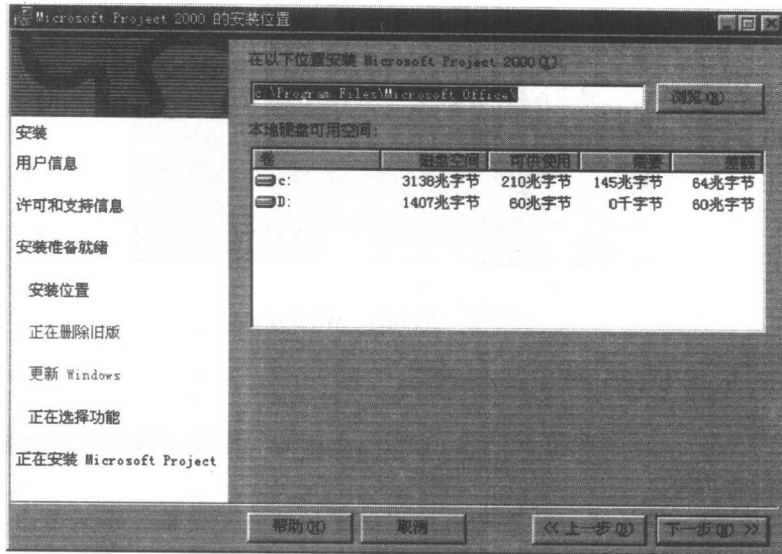 Microsoft Project 2000 的安装位置
在以下位置安装 Microsoft Project 2000(I)
c:\Program Files\Microsoft Office\
浏览(R)...
本地硬盘可用空间:
卷 磁盘空间 可供使用 需要 差额
c: 3138兆字节 210兆字节 145兆字节 64兆字节
D: 1407兆字节 60兆字节 0千字节 60兆字节
安装
用户信息
许可和支持信息
安装准备就绪
安装位置
正在删除旧版
更新 Windows
正在选择功能
正在安装 Microsoft Project
帮助(H)
取消
<< 上一步(B)
下一步(N) >>